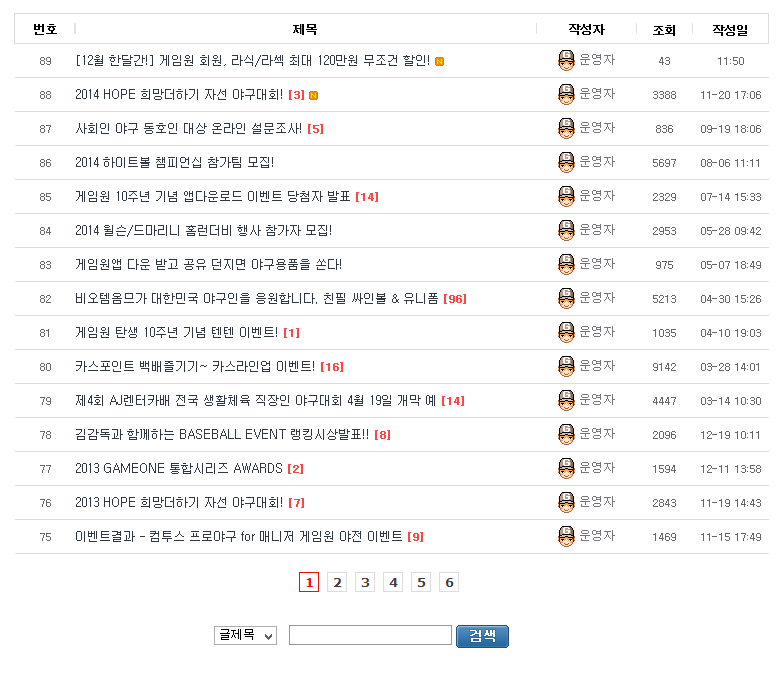 번호 제목 작성자 조회 작성일
89 [12월 한달간!] 게임원 회원, 라식/라섹 최대 120만원 무조건 할인! N 운영자 43 11:50
88 2014 HOPE 희망더하기 자선 야구대회! [3] N 운영자 3388 11-20 17:06
87 사회인 야구 동호인 대상 온라인 설문조사! [5] 운영자 836 09-19 18:06
86 2014 하이트볼 챔피언십 참가팀 모집! 운영자 5697 08-06 11:11
85 게임원 10주년 기념 앱다운로드 이벤트 당첨자 발표 [14] 운영자 2329 07-14 15:33
84 2014 윌슨/드마리니 홈런더비 행사 참가자 모집! 운영자 2953 05-28 09:42
83 게임원앱 다운 받고 공유 던지면 야구용품을 쏜다! 운영자 975 05-07 18:49
82 비오템옴므가 대한민국 야구인을 응원합니다. 친필 싸인볼 & 유니폼 [96] 운영자 5213 04-30 15:26
81 게임원 탄생 10주년 기념 텐텐 이벤트! [1] 운영자 1035 04-10 19:03
80 카스포인트 백배즐기기~ 카스라인업 이벤트! [16] 운영자 9142 03-28 14:01
79 제4회 AJ렌터카배 전국 생활체육 직장인 야구대회 4월 19일 개막 예 [14] 운영자 4447 03-14 10:30
78 김감독과 함께하는 BASEBALL EVENT 랭킹시상발표!! [8] 운영자 2096 12-19 10:11
77 2013 GAMEONE 통합시리즈 AWARDS [2] 운영자 1594 12-11 13:58
76 2013 HOPE 희망더하기 자선 야구대회! [7] 운영자 2843 11-19 14:43
75 이벤트결과 - 컴투스 프로야구 for 매니저 게임원 야전 이벤트 [9] 운영자 1469 11-15 17:49
1 2 3 4 5 6
글제목 검색